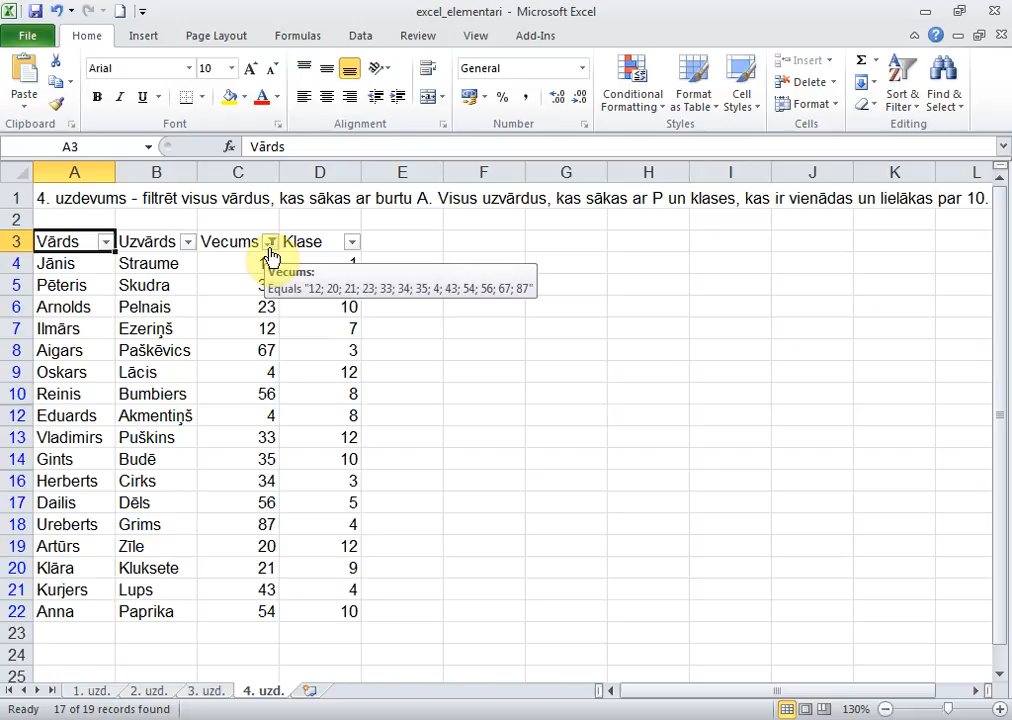 excel_elementari - Microsoft Excel
File Home Insert Page Layout Formulas Data Review View Add-Ins
Paste
Arial 10
B I U
General
Conditional Formatting
Format as Table
Cell Styles
Insert
Delete
Format
Sort & Filter
Find & Select
Clipboard Font Alignment Number Styles Cells Editing
A3 fx Vārds
A B C D E F G H I J K L
1 4. uzdevums - filtrēt visus vārdus, kas sākas ar burtu A. Visus uzvārdus, kas sākas ar P un klases, kas ir vienādas un lielākas par 10.
2
3 Vārds Uzvārds Vecums Klase
4 Jānis Straume 1
Vecums:
5 Pēteris Skudra 3
Equals "12; 20; 21; 23; 33; 34; 35; 4; 43; 54; 56; 67; 87"
6 Arnolds Pelnais 23 10
7 Ilmārs Ezeriņš 12 7
8 Aigars Paškēvics 67 3
9 Oskars Lācis 4 12
10 Reinis Bumbiers 56 8
12 Eduards Akmentiņš 4 8
13 Vladimirs Puškins 33 12
14 Gints Budē 35 10
16 Herberts Cirks 34 3
17 Dailis Dēls 56 5
18 Ureberts Grims 87 4
19 Artūrs Zīle 20 12
20 Klāra Kluksete 21 9
21 Kurjers Lups 43 4
22 Anna Paprika 54 10
23
24
25
1. uzd. 2. uzd. 3. uzd. 4. uzd.
Ready 17 of 19 records found 130%